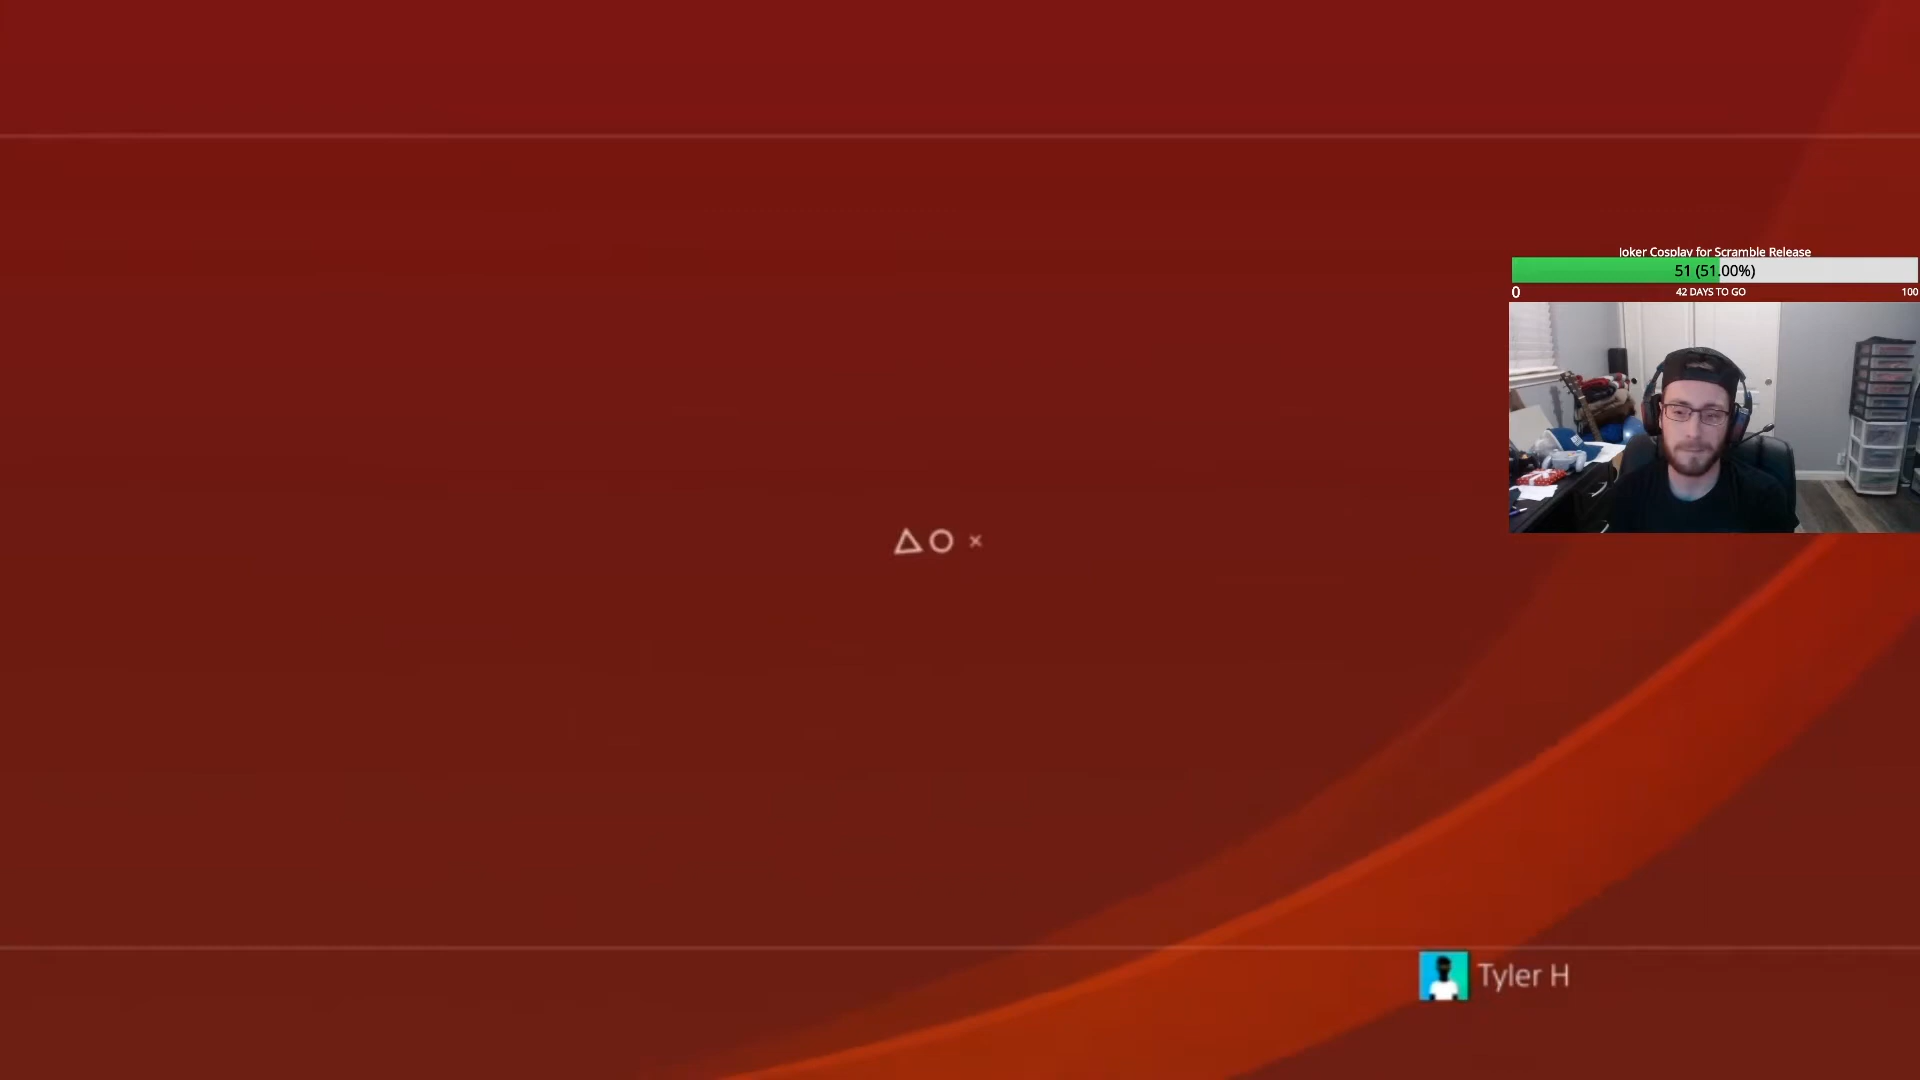 Joker Cosplay for Scramble Release
51 (51.00%)
0 42 DAYS TO GO 100
Tyler H